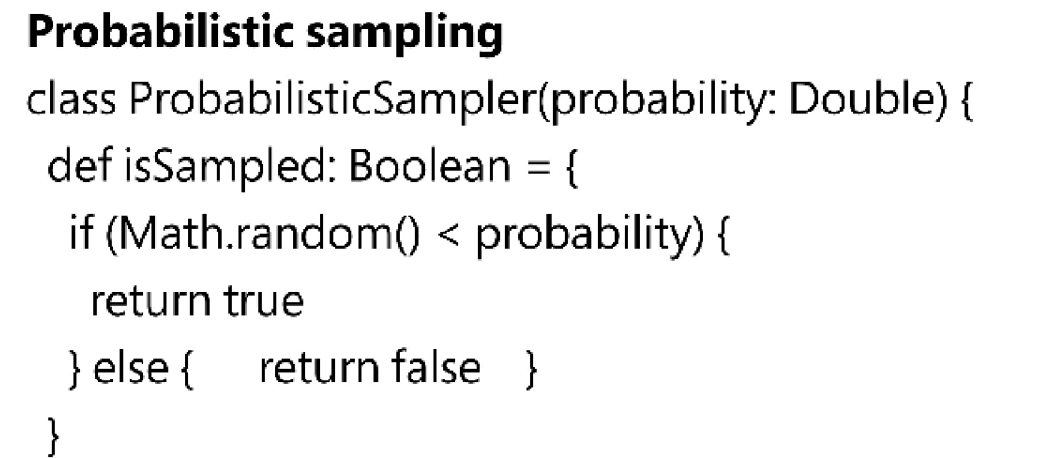 Probabilistic sampling
class ProbabilisticSampler(probability: Double) {
def isSampled: Boolean = {
if (Math.random() < probability) {
return true
} else { return false }
}